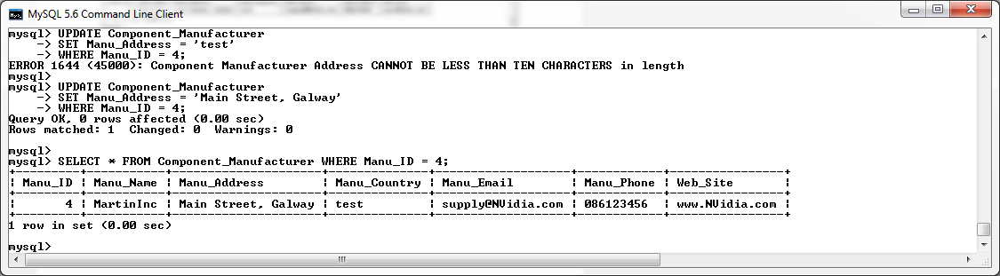 MySQL 5.6 Command Line Client
mysql> UPDATE Component_Manufacturer
    -> SET Manu_Address = 'test'
    -> WHERE Manu_ID = 4;
ERROR 1644 (45000): Component Manufacturer Address CANNOT BE LESS THAN TEN CHARACTERS in length
mysql>
mysql> UPDATE Component_Manufacturer
    -> SET Manu_Address = 'Main Street, Galway'
    -> WHERE Manu_ID = 4;
Query OK, 0 rows affected (0.00 sec)
Rows matched: 1  Changed: 0  Warnings: 0
mysql>
mysql> SELECT * FROM Component_Manufacturer WHERE Manu_ID = 4;
| Manu_ID | Manu_Name | Manu_Address | Manu_Country | Manu_Email | Manu_Phone | Web_Site |
| 4 | MartinInc | Main Street, Galway | test | supply@NVidia.com | 086123456 | www.NVidia.com |
1 row in set (0.00 sec)
mysql>